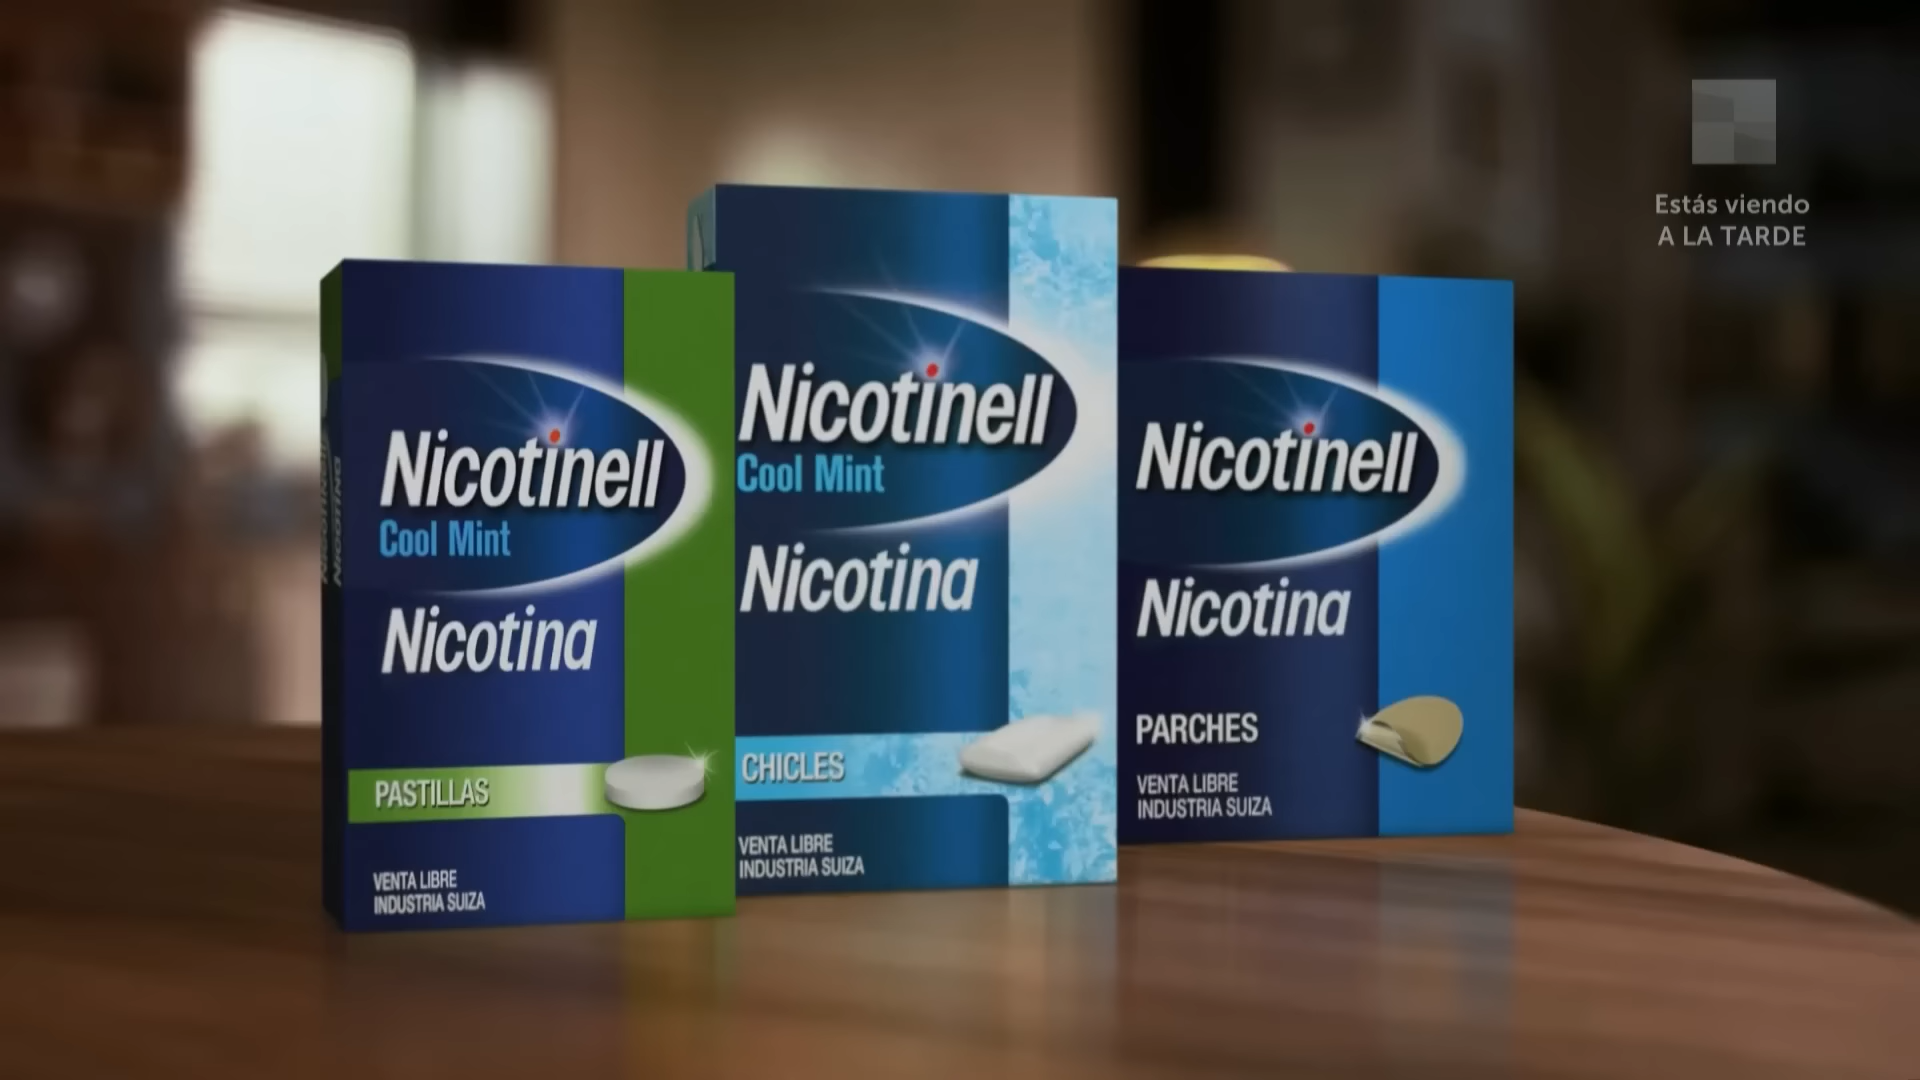 Estás viendo
A LA TARDE
Nicotinell
Cool Mint
Nicotina
PASTILLAS
VENTA LIBRE
INDUSTRIA SUIZA
Nicotinell
Cool Mint
Nicotina
CHICLES
VENTA LIBRE
INDUSTRIA SUIZA
Nicotinell
Nicotina
PARCHES
VENTA LIBRE
INDUSTRIA SUIZA